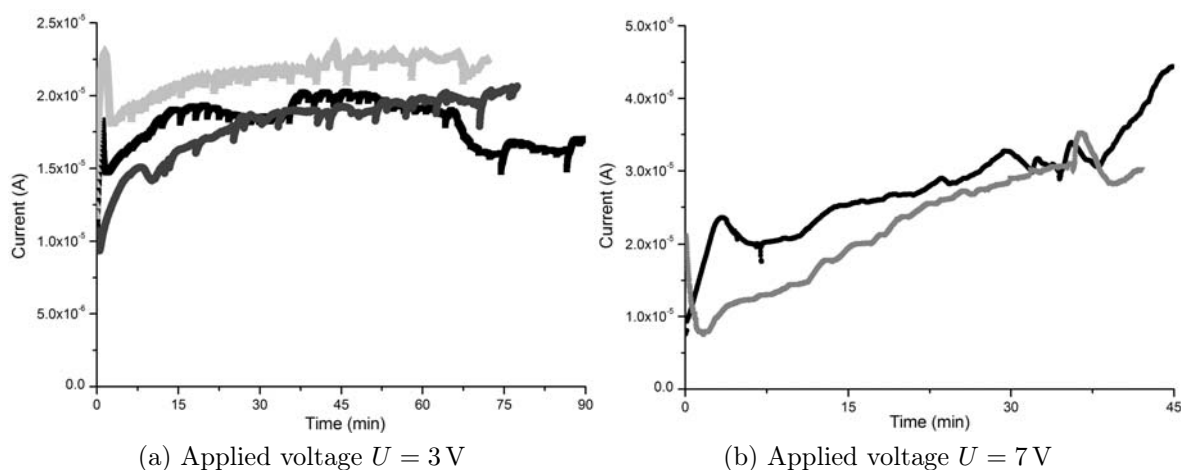 2.5x10⁻⁵
2.0x10⁻⁵
1.5x10⁻⁵
1.0x10⁻⁵
5.0x10⁻⁶
0.0
Current (A)
0 15 30 45 60 75 90
Time (min)
(a) Applied voltage U = 3 V
5.0x10⁻⁵
4.0x10⁻⁵
3.0x10⁻⁵
2.0x10⁻⁵
1.0x10⁻⁵
0.0
Current (A)
0 15 30 45
Time (min)
(b) Applied voltage U = 7 V